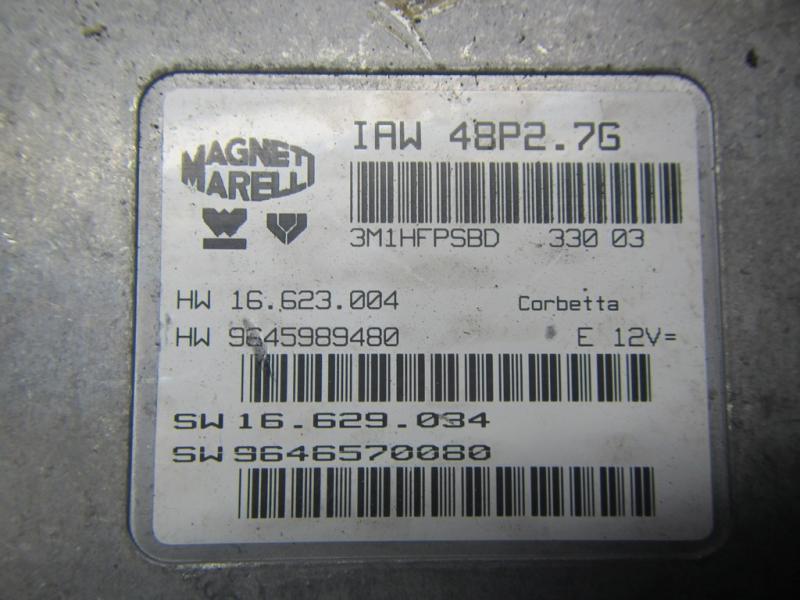 IAW 48P2.7G
MAGNETI
MARELLI
3M1HFPSBD 330 03
HW 16.623.004 Corbetta
HW 9645989480 E 12V=
SW 16.629.034
SW 9646570080